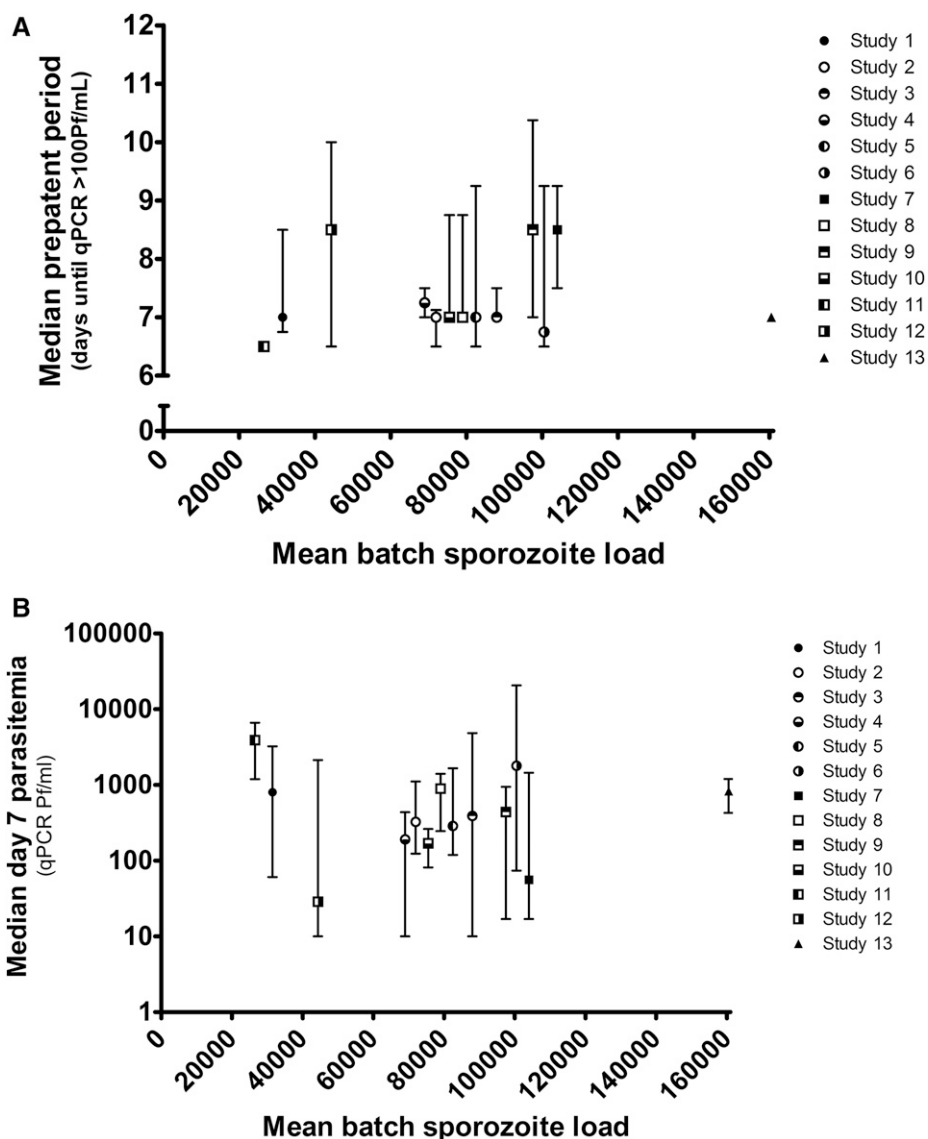 A
12
11
10
9
8
7
6
0
Median prepatent period
(days until qPCR >100Pf/mL)
0
20000
40000
60000
80000
100000
120000
140000
160000
Mean batch sporozoite load
Study 1
Study 2
Study 3
Study 4
Study 5
Study 6
Study 7
Study 8
Study 9
Study 10
Study 11
Study 12
Study 13
B
100000
10000
1000
100
10
1
Median day 7 parasitemia
(qPCR Pf/ml)
0
20000
40000
60000
80000
100000
120000
140000
160000
Mean batch sporozoite load
Study 1
Study 2
Study 3
Study 4
Study 5
Study 6
Study 7
Study 8
Study 9
Study 10
Study 11
Study 12
Study 13